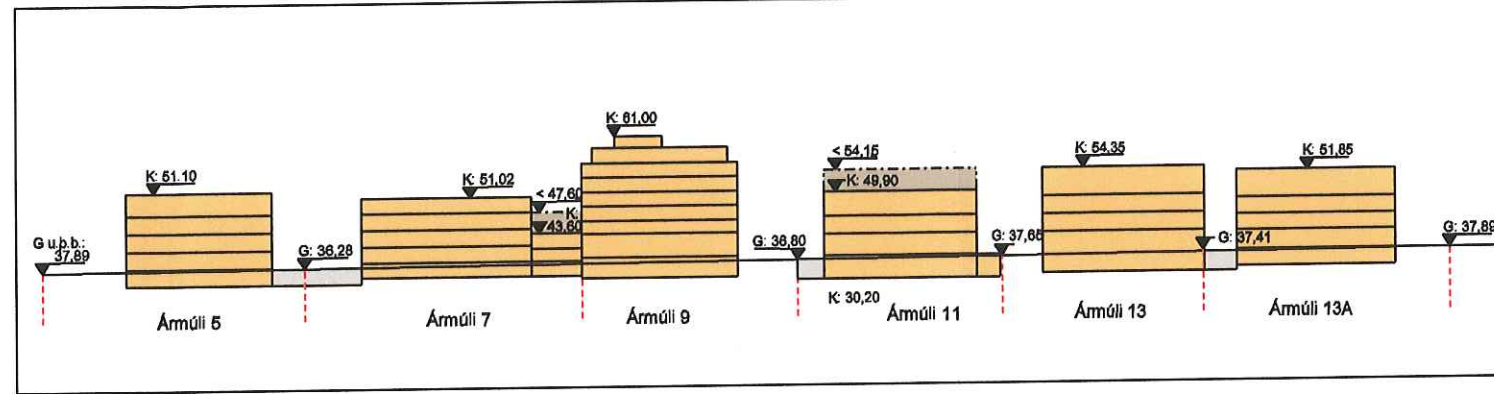 K: 61,00
< 54,15
K: 54,35
K: 51,85
K: 51.10
K: 51,02
< 47,60
K: 49,90
K:
43,60
G u.b.b.:
37,89
G: 36,28
G: 36,80
G: 37,65
G: 37,41
G: 37,89
K: 30,20
Ármúli 5
Ármúli 7
Ármúli 9
Ármúli 11
Ármúli 13
Ármúli 13A